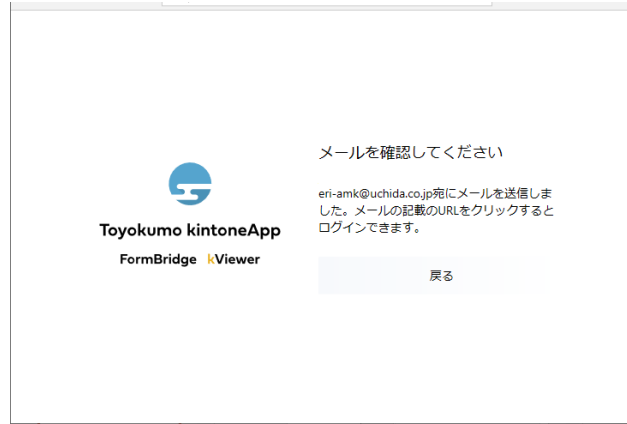 メールを確認してください
eri-amk@uchida.co.jp宛にメールを送信しま
した。メールの記載のURLをクリックすると
ログインできます。
戻る
Toyokumo kintoneApp
FormBridge kViewer